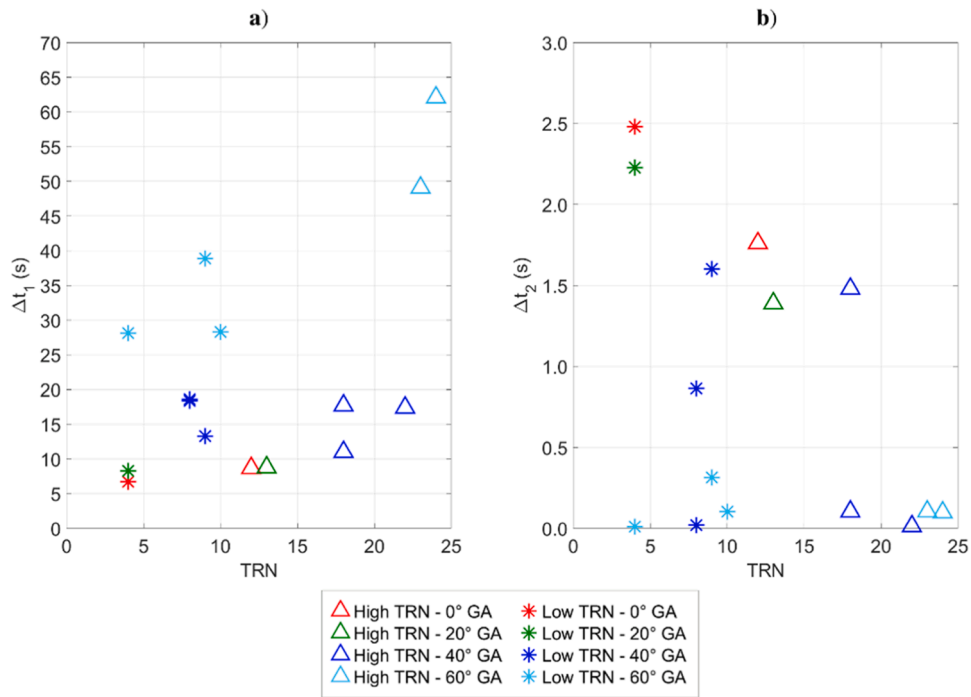 a)
70
65
60
55
50
45
40
35
30
25
20
15
10
5
0
Δt₁ (s)
0 5 10 15 20 25
TRN
b)
3.0
2.5
2.0
1.5
1.0
0.5
0.0
Δt₂ (s)
0 5 10 15 20 25
TRN
High TRN - 0° GA
High TRN - 20° GA
High TRN - 40° GA
High TRN - 60° GA
Low TRN - 0° GA
Low TRN - 20° GA
Low TRN - 40° GA
Low TRN - 60° GA